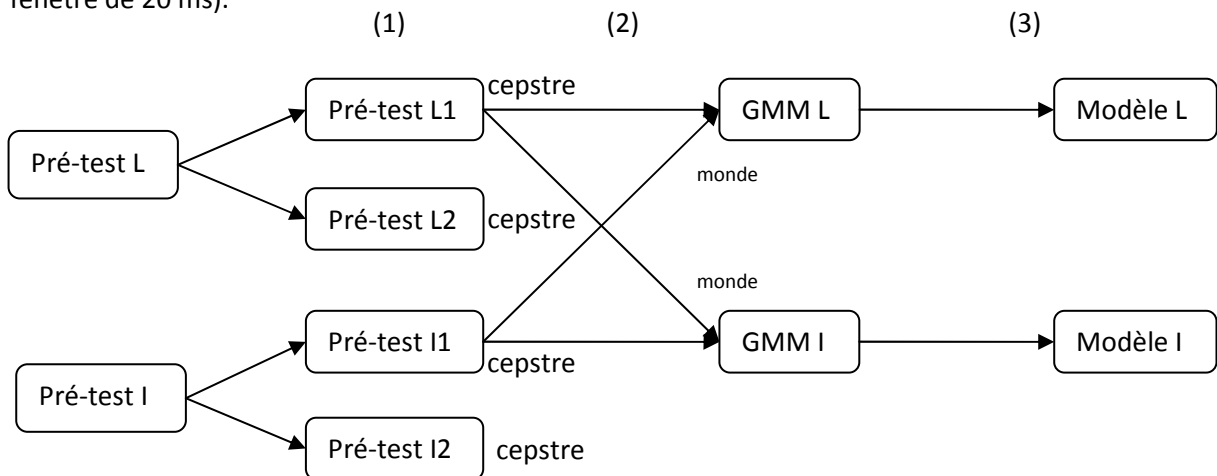 fenêtre de 20 ms).
(1) (2) (3)
Pré-test L1 cepstre GMM L Modèle L
Pré-test L
monde
Pré-test L2 cepstre
monde
Pré-test I1 cepstre GMM I Modèle I
Pré-test I
Pré-test I2 cepstre